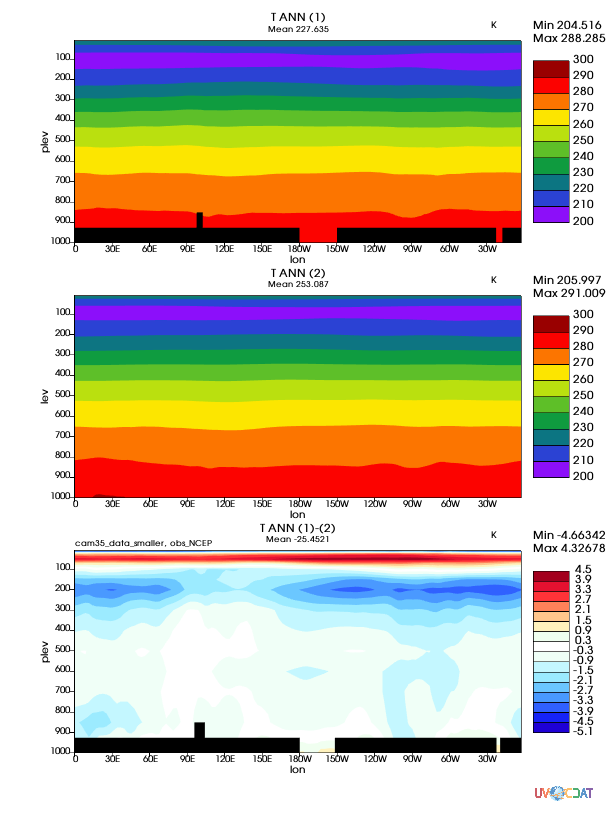 T ANN (1)
Mean 227.635
K
Min 204.516
Max 288.285
100
200
300
400
500
600
700
800
900
1000
plev
0 30E 60E 90E 120E 150E 180W 150W 120W 90W 60W 30W
lon
300
290
280
270
260
250
240
230
220
210
200
T ANN (2)
Mean 253.087
K
Min 205.997
Max 291.009
100
200
300
400
500
600
700
800
900
1000
lev
0 30E 60E 90E 120E 150E 180W 150W 120W 90W 60W 30W
lon
300
290
280
270
260
250
240
230
220
210
200
T ANN (1)-(2)
cam35_data_smaller, obs_NCEP
Mean -25.4521
K
Min -4.66342
Max 4.32678
100
200
300
400
500
600
700
800
900
1000
plev
0 30E 60E 90E 120E 150E 180W 150W 120W 90W 60W 30W
lon
4.5
3.9
3.3
2.7
2.1
1.5
0.9
0.3
-0.3
-0.9
-1.5
-2.1
-2.7
-3.3
-3.9
-4.5
-5.1
UV CDAT